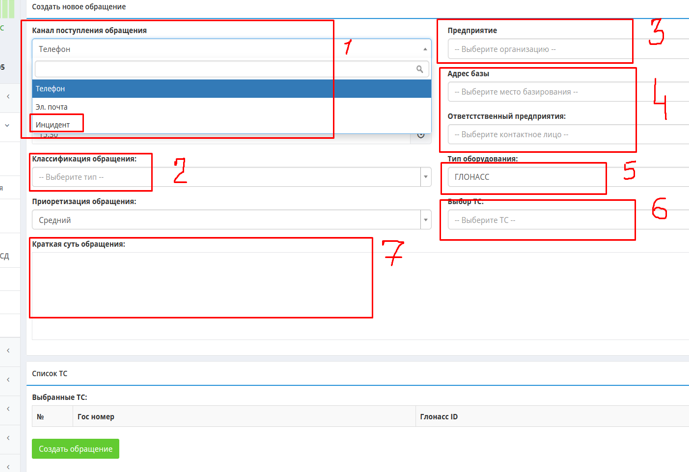 Создать новое обращение
Канал поступления обращения
Телефон
Телефон
Эл. почта
Инцидент
1
Классификация обращения:
-- Выберите тип --
2
Приоретизация обращения:
Средний
Предприятие
-- Выберите организацию --
3
Адрес базы
-- Выберите место базирования --
Ответственный предприятия:
-- Выберите контактное лицо --
4
Тип оборудования:
ГЛОНАСС
5
Выбор ТС:
-- Выберите ТС --
6
Краткая суть обращения:
7
Список ТС
Выбранные ТС:
№ Гос номер Глонасс ID
Создать обращение